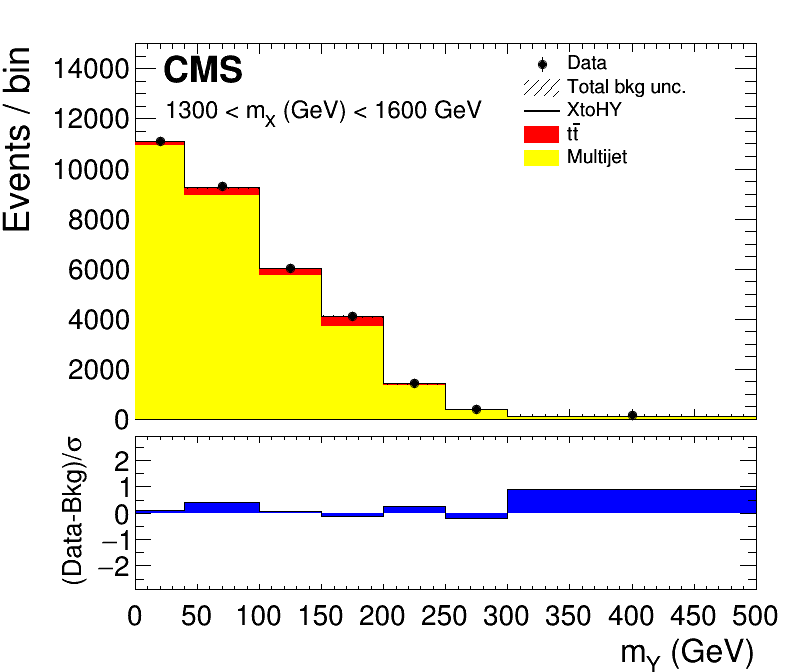 Events / bin
14000
12000
10000
8000
6000
4000
2000
0
CMS
1300 < m_X (GeV) < 1600 GeV
Data
Total bkg unc.
XtoHY
tt̄
Multijet
(Data-Bkg)/σ
2
1
0
−1
−2
0 50 100 150 200 250 300 350 400 450 500
m_Y (GeV)